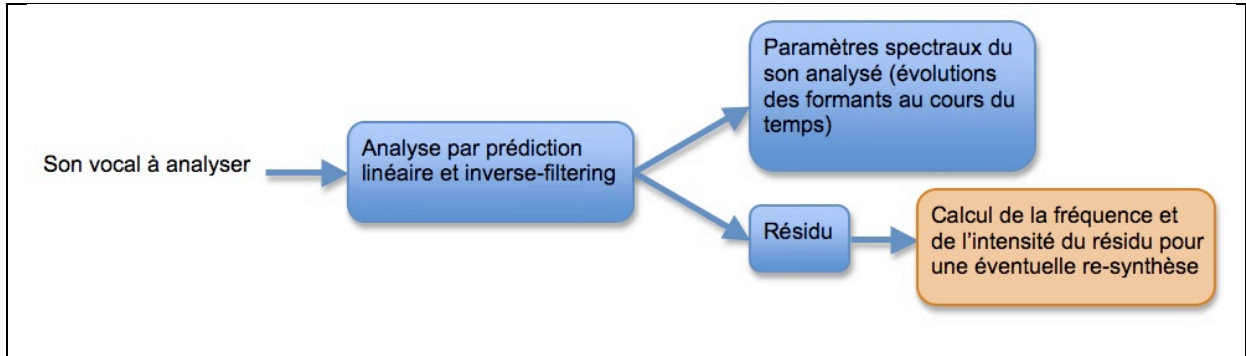 Son vocal à analyser
Analyse par prédiction
linéaire et inverse-filtering
Paramètres spectraux du
son analysé (évolutions
des formants au cours du
temps)
Résidu
Calcul de la fréquence et
de l'intensité du résidu pour
une éventuelle re-synthèse